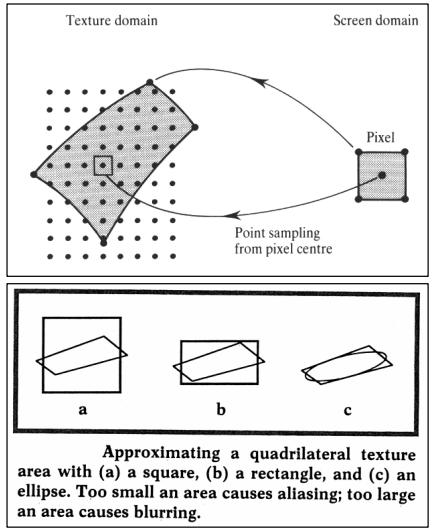 Texture domain
Screen domain
Pixel
Point sampling
from pixel centre
a
b
c
Approximating a quadrilateral texture
area with (a) a square, (b) a rectangle, and (c) an
ellipse. Too small an area causes aliasing; too large
an area causes blurring.